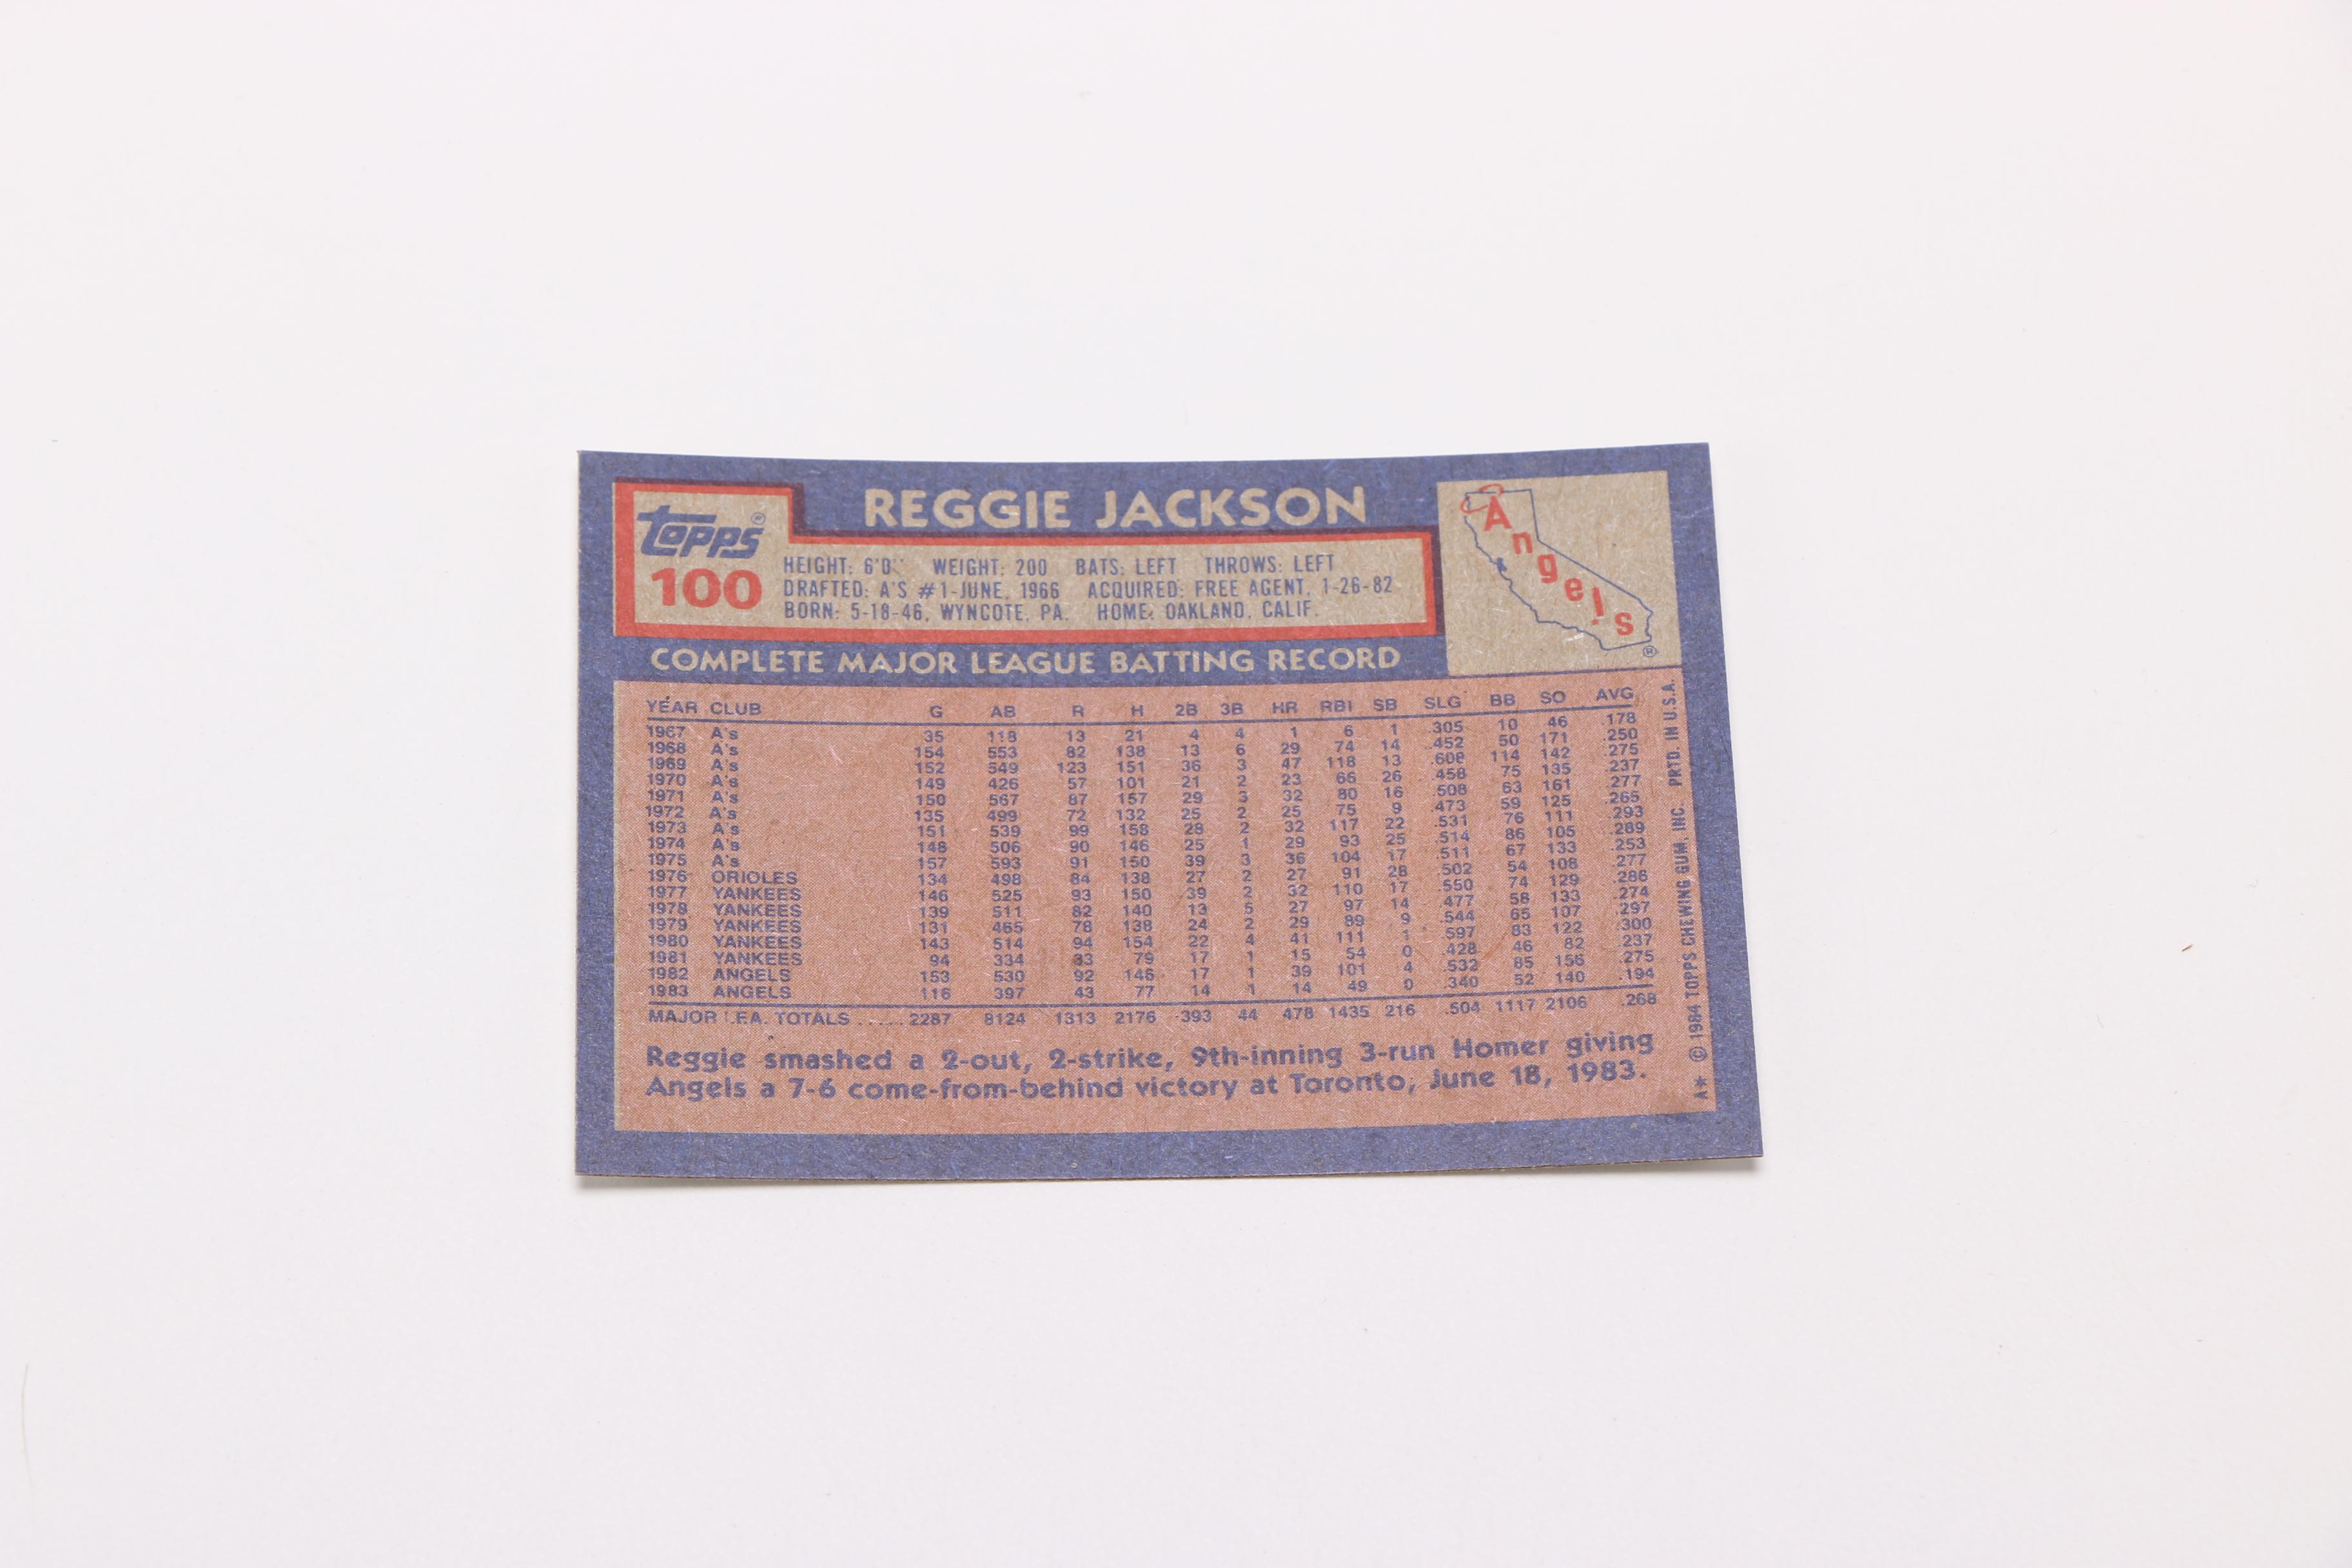 REGGIE JACKSON
Topps®
100
HEIGHT: 6'0" WEIGHT: 200 BATS: LEFT THROWS: LEFT
DRAFTED: A'S #1-JUNE, 1966 ACQUIRED: FREE AGENT, 1-26-82
BORN: 5-18-46, WYNCOTE, PA. HOME: OAKLAND, CALIF.
Angels ®
COMPLETE MAJOR LEAGUE BATTING RECORD
YEAR CLUB G AB R H 2B 3B HR RBI SB SLG BB SO AVG
1967 A's 35 118 13 21 4 4 1 6 1 .305 10 46 .178
1968 A's 154 553 82 138 13 6 29 74 14 .452 50 171 .250
1969 A's 152 549 123 151 36 3 47 118 13 .608 114 142 .275
1970 A's 149 426 57 101 21 2 23 66 26 .458 75 135 .237
1971 A's 150 567 87 157 29 3 32 80 16 .508 63 161 .277
1972 A's 135 499 72 132 25 2 25 75 9 .473 59 125 .265
1973 A's 151 539 99 158 28 2 32 117 22 .531 76 111 .293
1974 A's 148 506 90 146 25 1 29 93 25 .514 86 105 .289
1975 A's 157 593 91 150 39 3 36 104 17 .511 67 133 .253
1976 ORIOLES 134 498 84 138 27 2 27 91 28 .502 54 108 .277
1977 YANKEES 146 525 93 150 39 2 32 110 17 .550 74 129 .286
1978 YANKEES 139 511 82 140 13 5 27 97 14 .477 58 133 .274
1979 YANKEES 131 465 78 138 24 2 29 89 9 .544 65 107 .297
1980 YANKEES 143 514 94 154 22 4 41 111 1 .597 83 122 .300
1981 YANKEES 94 334 33 79 17 1 15 54 0 .428 46 82 .237
1982 ANGELS 153 530 92 146 17 1 39 101 4 .532 85 156 .275
1983 ANGELS 116 397 43 77 14 1 14 49 0 .340 52 140 .194
MAJOR LEA. TOTALS ..... 2287 8124 1313 2176 393 44 478 1435 216 .504 1117 2106 .268
Reggie smashed a 2-out, 2-strike, 9th-inning 3-run Homer giving
Angels a 7-6 come-from-behind victory at Toronto, June 18, 1983.
A* © 1984 TOPPS CHEWING GUM, INC. PRTD. IN U.S.A.